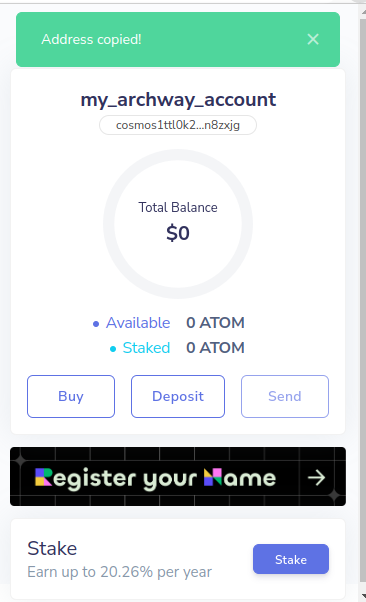 Address copied!
my_archway_account
cosmos1ttl0k2...n8zxjg
Total Balance
$0
Available 0 ATOM
Staked 0 ATOM
Buy Deposit Send
Register your Name
Stake
Earn up to 20.26% per year
Stake